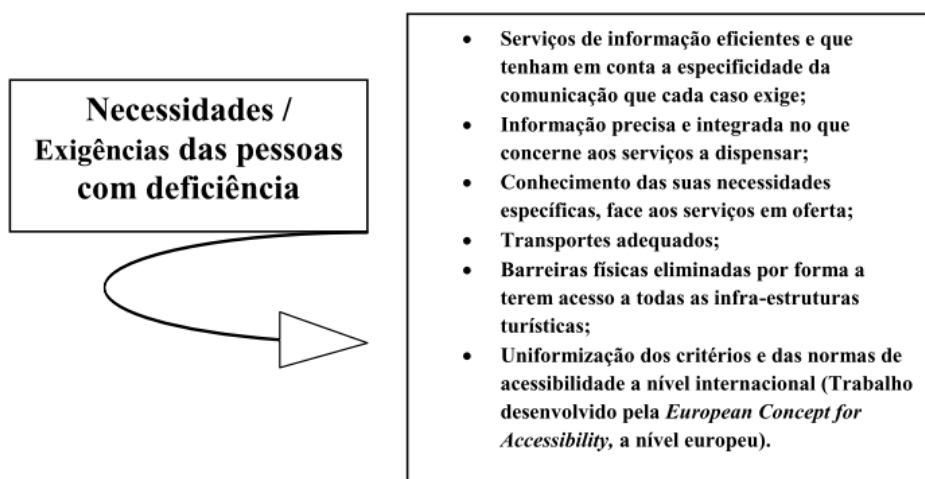 Necessidades /
Exigências das pessoas
com deficiência
• Serviços de informação eficientes e que
tenham em conta a especificidade da
comunicação que cada caso exige;
• Informação precisa e integrada no que
concerne aos serviços a dispensar;
• Conhecimento das suas necessidades
específicas, face aos serviços em oferta;
• Transportes adequados;
• Barreiras físicas eliminadas por forma a
terem acesso a todas as infra-estruturas
turísticas;
• Uniformização dos critérios e das normas de
acessibilidade a nível internacional (Trabalho
desenvolvido pela European Concept for
Accessibility, a nível europeu).